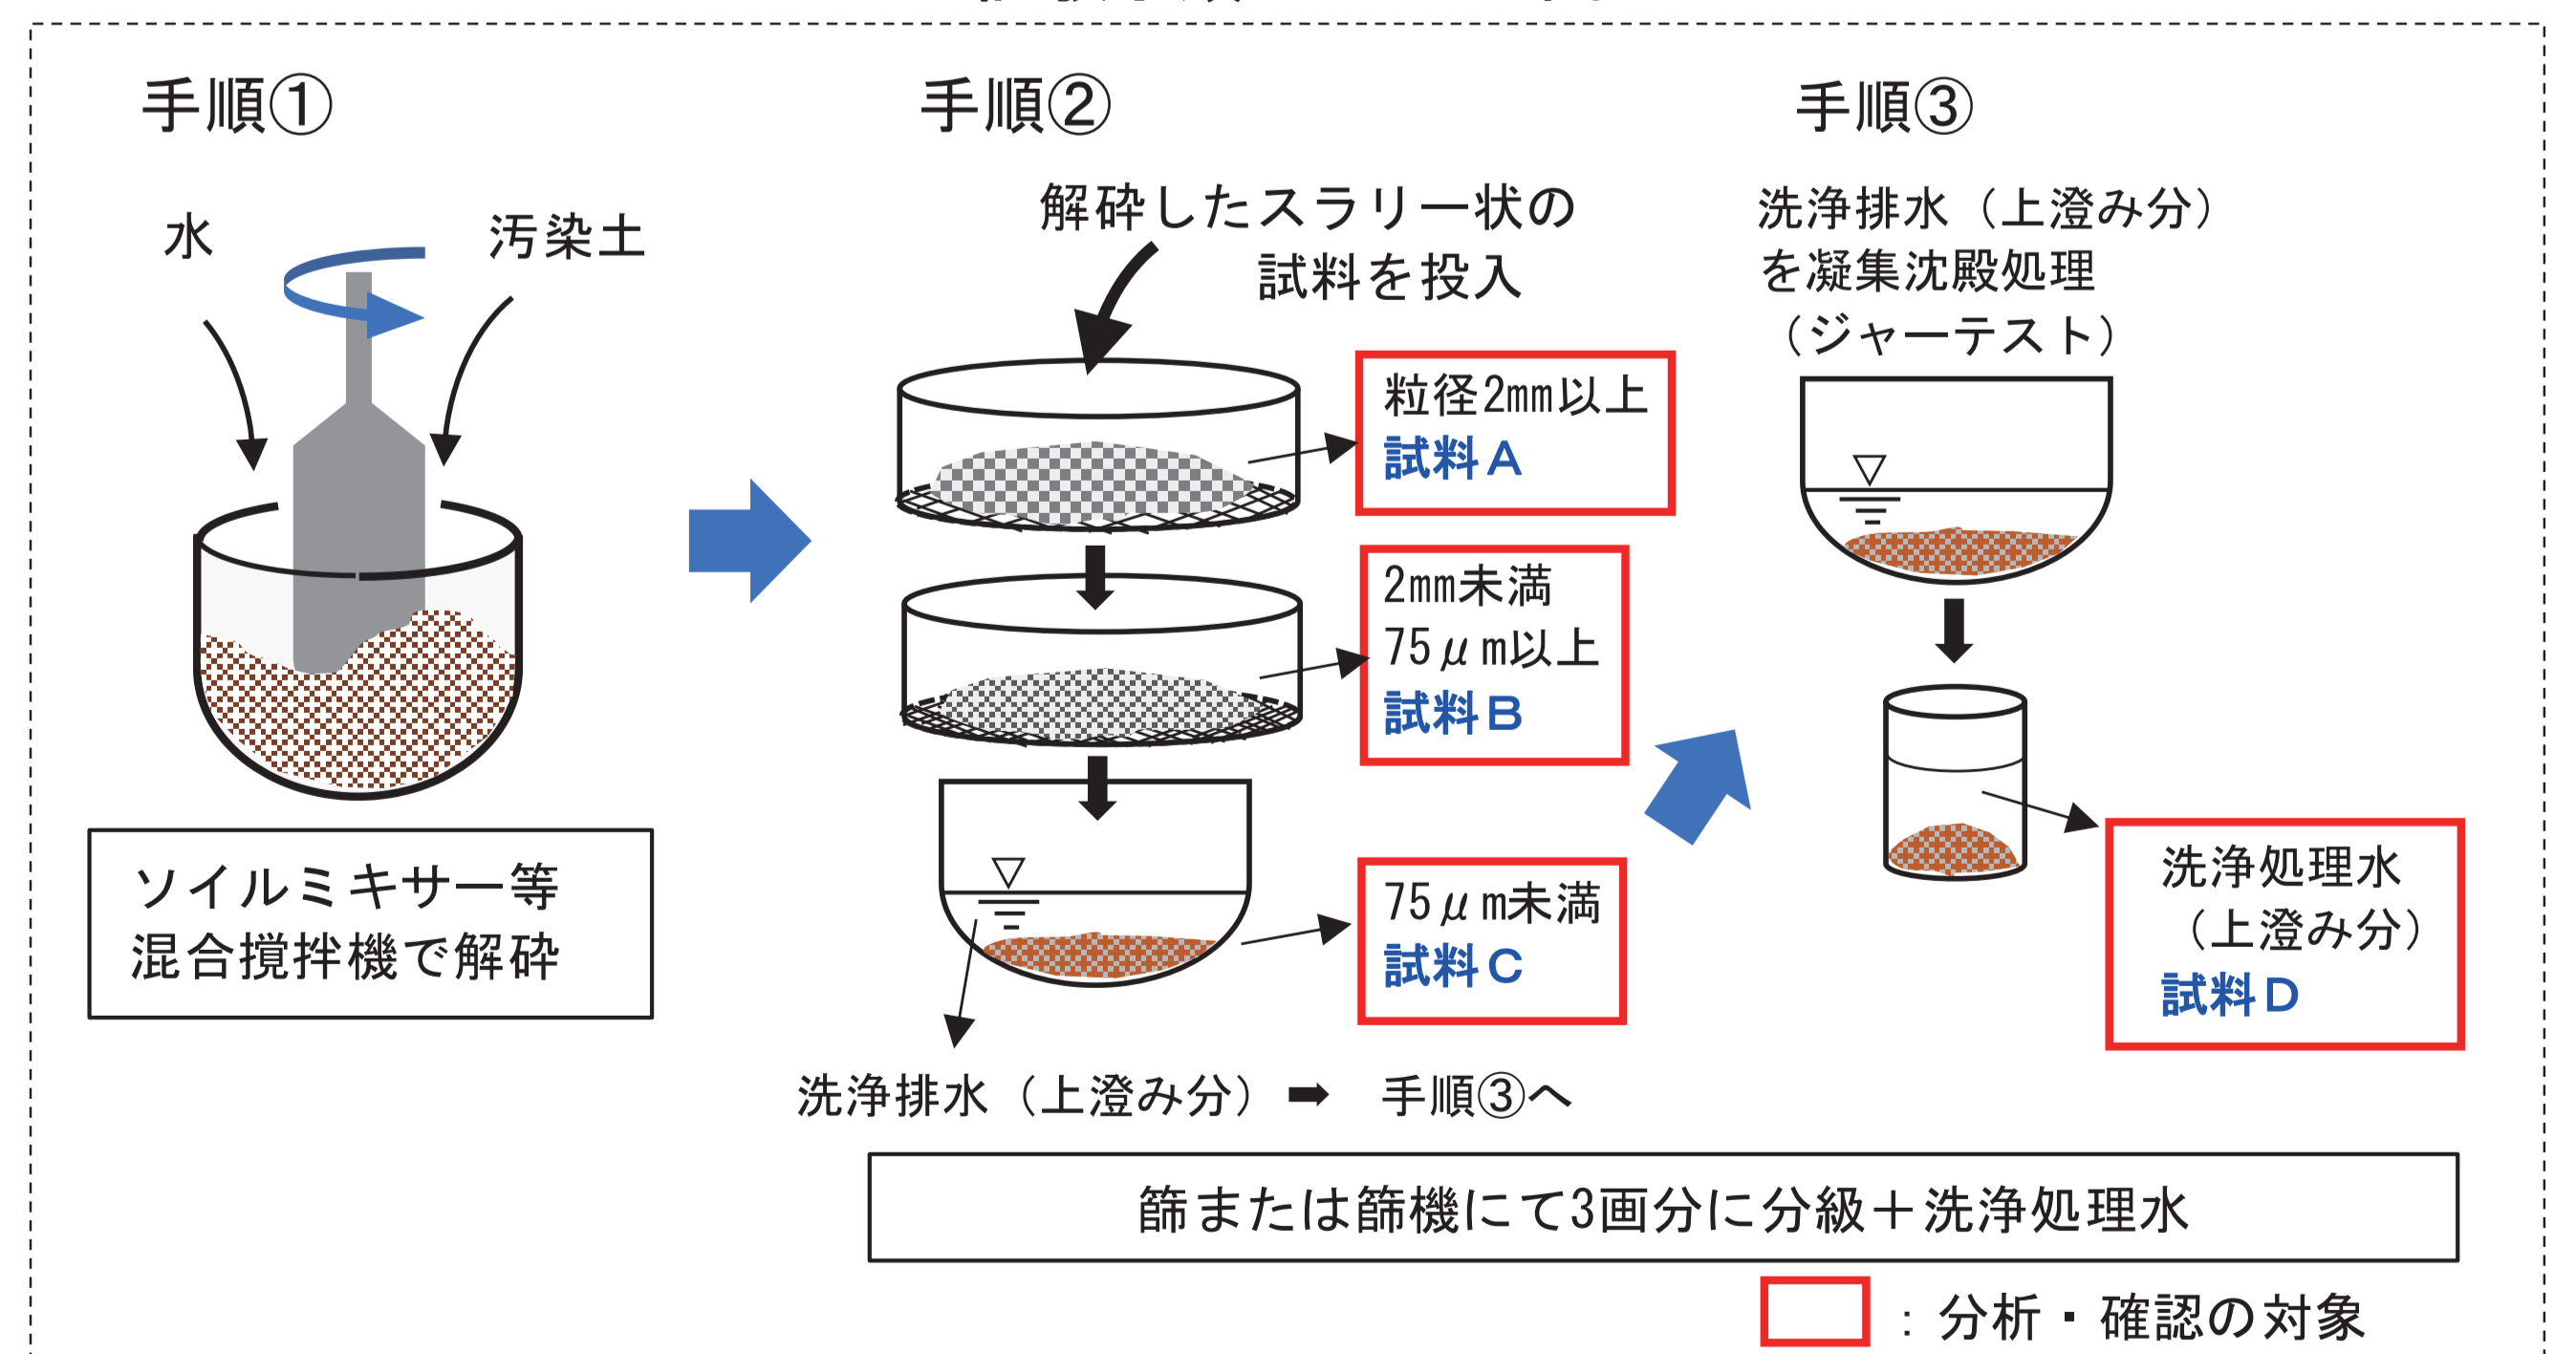 手順①
水
汚染土
ソイルミキサー等
混合撹拌機で解砕
手順②
解砕したスラリー状の
試料を投入
粒径2mm以上
試料A
2mm未満
75μm以上
試料B
75μm未満
試料C
洗浄排水（上澄み分）➡ 手順③へ
手順③
洗浄排水（上澄み分）
を凝集沈殿処理
（ジャーテスト）
洗浄処理水
（上澄み分）
試料D
篩または篩機にて3画分に分級＋洗浄処理水
：分析・確認の対象